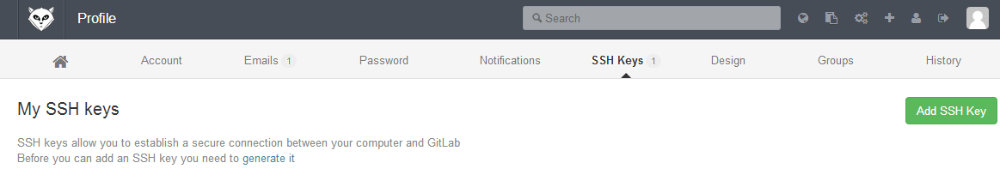 Profile
Search
Account
Emails 1
Password
Notifications
SSH Keys 1
Design
Groups
History
My SSH keys
Add SSH Key
SSH keys allow you to establish a secure connection between your computer and GitLab
Before you can add an SSH key you need to generate it